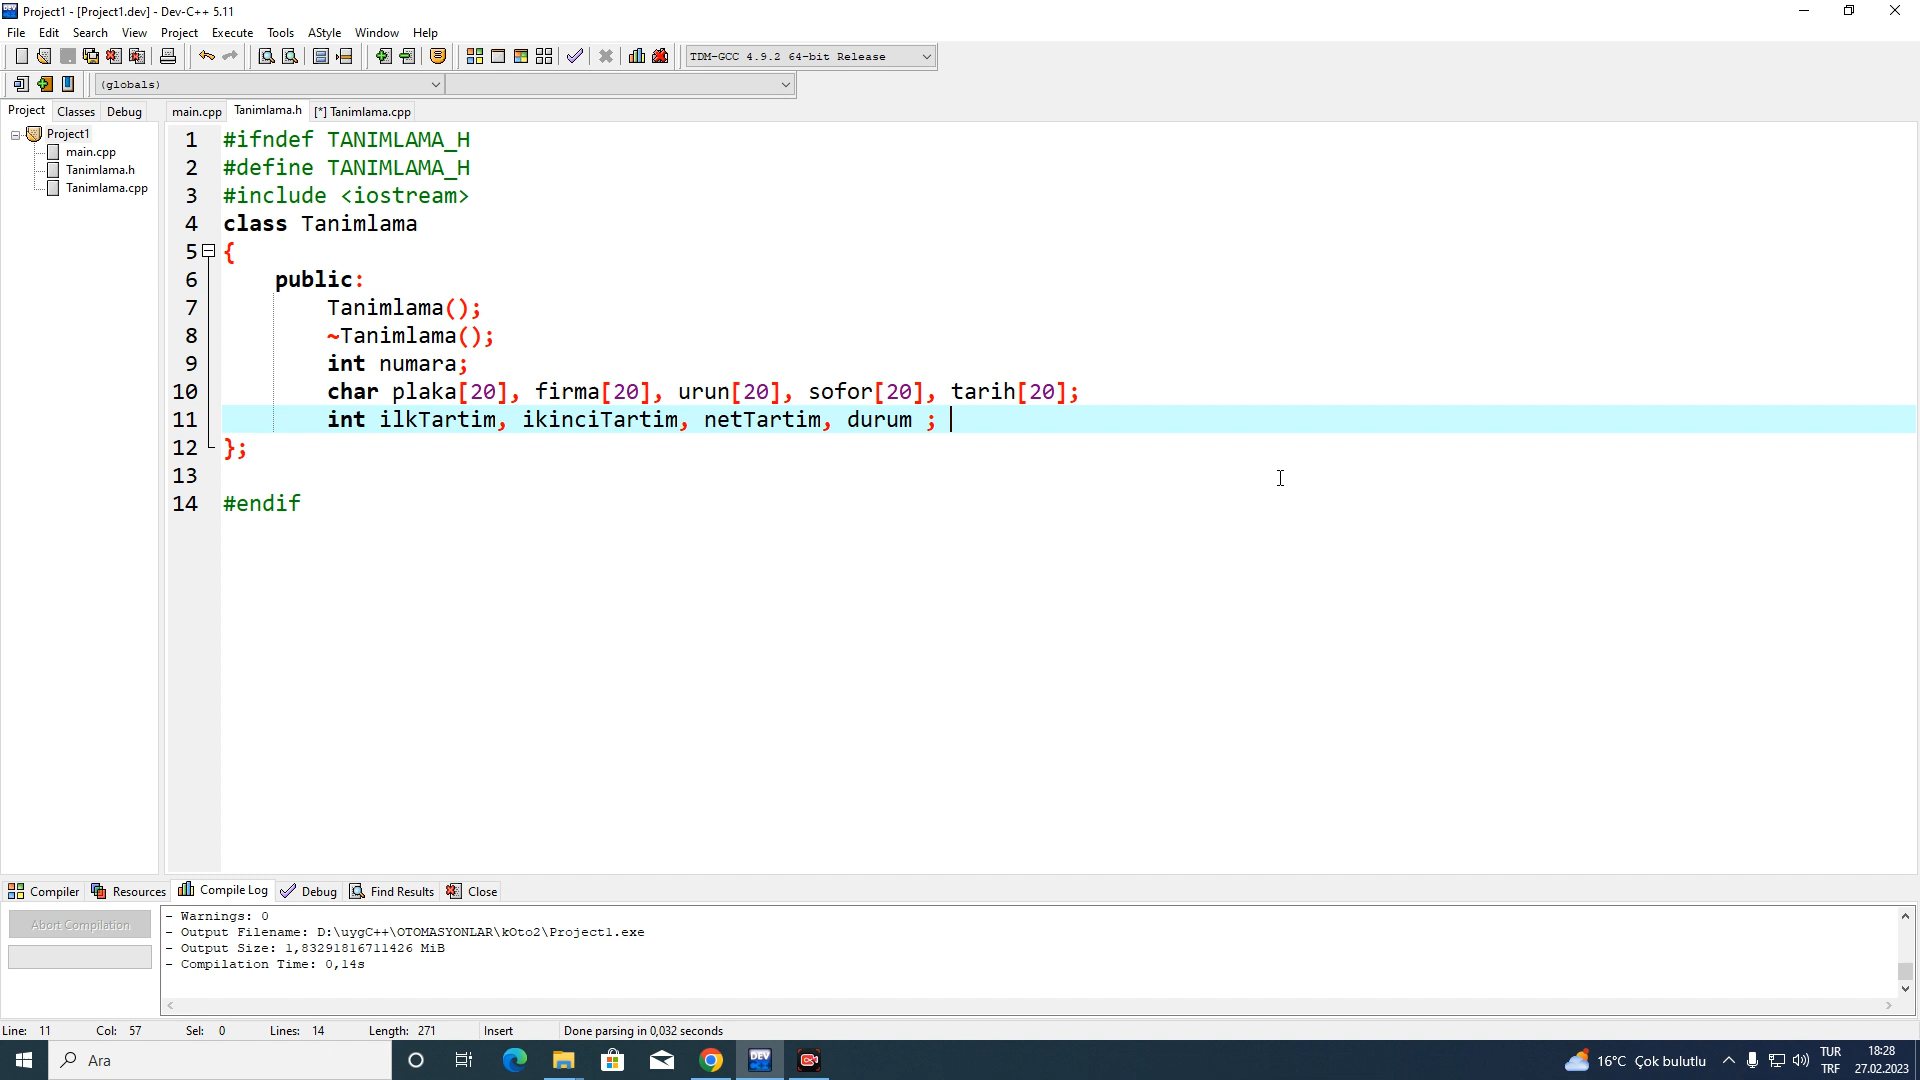 Project1 - [Project1.dev] - Dev-C++ 5.11
File Edit Search View Project Execute Tools AStyle Window Help
TDM-GCC 4.9.2 64-bit Release
(globals)
Project Classes Debug
main.cpp Tanimlama.h [*] Tanimlama.cpp
Project1
main.cpp
Tanimlama.h
Tanimlama.cpp
1 #ifndef TANIMLAMA_H
2 #define TANIMLAMA_H
3 #include <iostream>
4 class Tanimlama
5 {
6 public:
7 Tanimlama();
8 ~Tanimlama();
9 int numara;
10 char plaka[20], firma[20], urun[20], sofor[20], tarih[20];
11 int ilkTartim, ikinciTartim, netTartim, durum ;
12 };
13
14 #endif
Compiler Resources Compile Log Debug Find Results Close
Abort Compilation
- Warnings: 0
- Output Filename: D:\uygC++\OTOMASYONLAR\kOto2\Project1.exe
- Output Size: 1,83291816711426 MiB
- Compilation Time: 0,14s
Line: 11 Col: 57 Sel: 0 Lines: 14 Length: 271 Insert Done parsing in 0,032 seconds
Ara
DEV
16°C Çok bulutlu
TUR
TRF
18:28
27.02.2023